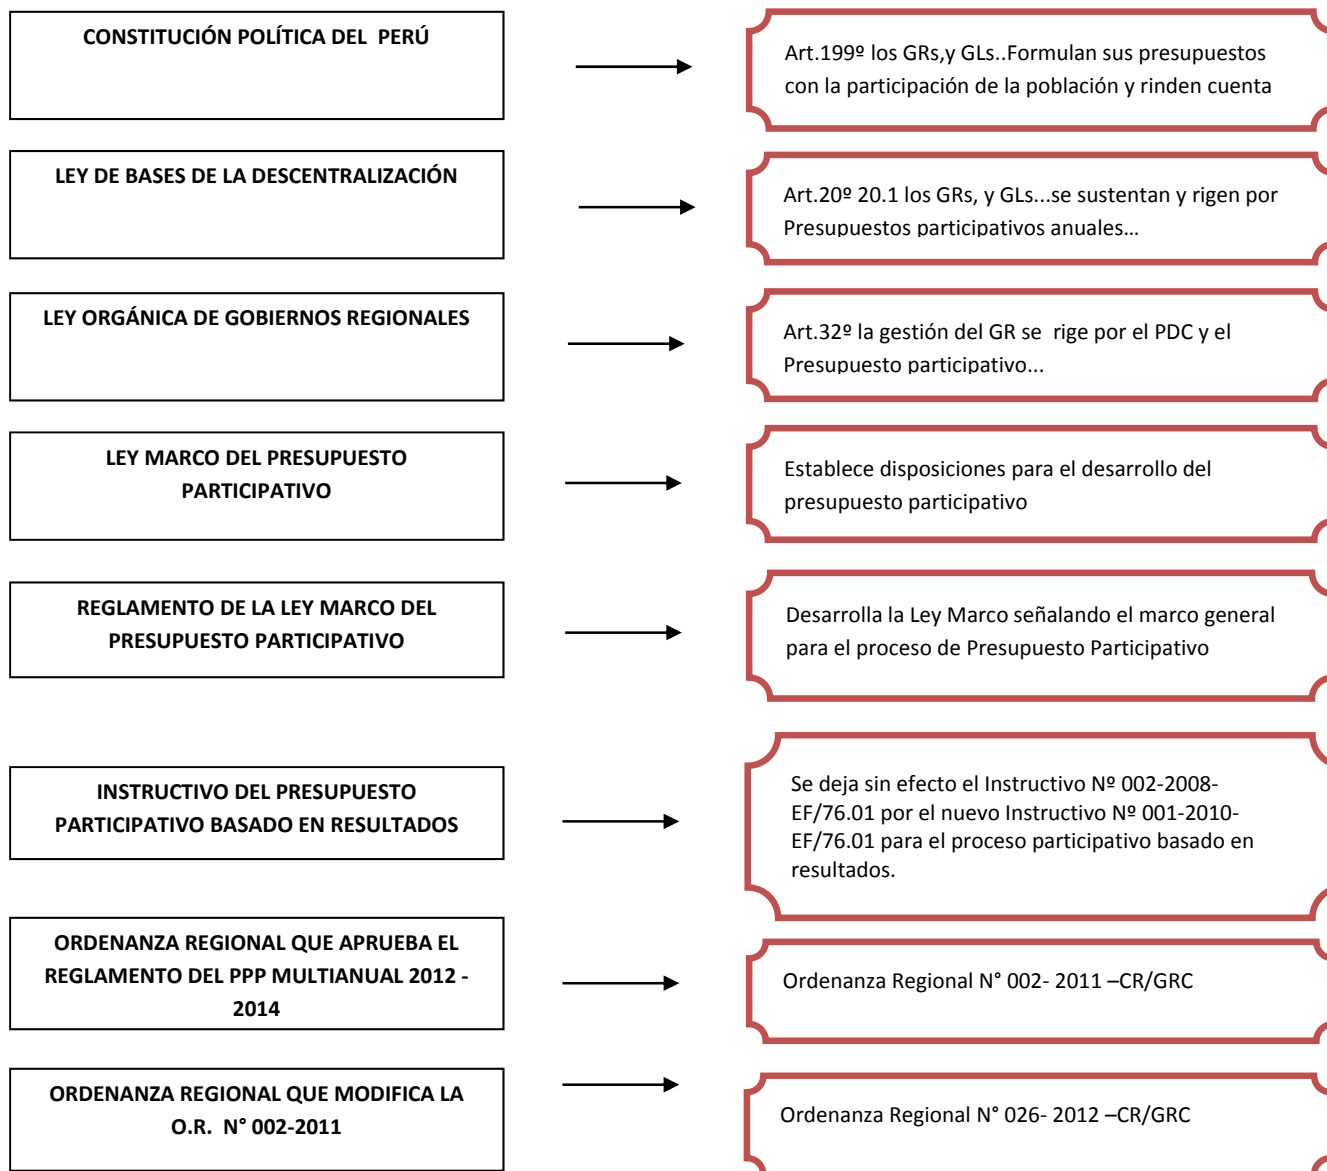 CONSTITUCIÓN POLÍTICA DEL PERÚ
Art.199º los GRs,y GLs..Formulan sus presupuestos
con la participación de la población y rinden cuenta
LEY DE BASES DE LA DESCENTRALIZACIÓN
Art.20º 20.1 los GRs, y GLs...se sustentan y rigen por
Presupuestos participativos anuales...
LEY ORGÁNICA DE GOBIERNOS REGIONALES
Art.32º la gestión del GR se rige por el PDC y el
Presupuesto participativo...
LEY MARCO DEL PRESUPUESTO
PARTICIPATIVO
Establece disposiciones para el desarrollo del
presupuesto participativo
REGLAMENTO DE LA LEY MARCO DEL
PRESUPUESTO PARTICIPATIVO
Desarrolla la Ley Marco señalando el marco general
para el proceso de Presupuesto Participativo
INSTRUCTIVO DEL PRESUPUESTO
PARTICIPATIVO BASADO EN RESULTADOS
Se deja sin efecto el Instructivo Nº 002-2008-
EF/76.01 por el nuevo Instructivo Nº 001-2010-
EF/76.01 para el proceso participativo basado en
resultados.
ORDENANZA REGIONAL QUE APRUEBA EL
REGLAMENTO DEL PPP MULTIANUAL 2012 -
2014
Ordenanza Regional N° 002- 2011 –CR/GRC
ORDENANZA REGIONAL QUE MODIFICA LA
O.R. N° 002-2011
Ordenanza Regional N° 026- 2012 –CR/GRC